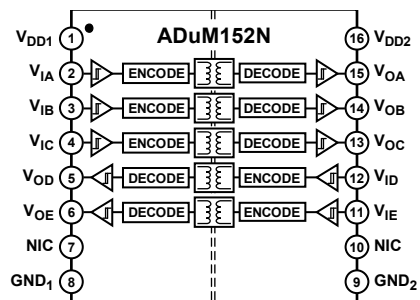 ADuM152N
VDD1 1 16 VDD2
VIA 2 ENCODE DECODE 15 VOA
VIB 3 ENCODE DECODE 14 VOB
VIC 4 ENCODE DECODE 13 VOC
VOD 5 DECODE ENCODE 12 VID
VOE 6 DECODE ENCODE 11 VIE
NIC 7 10 NIC
GND1 8 9 GND2